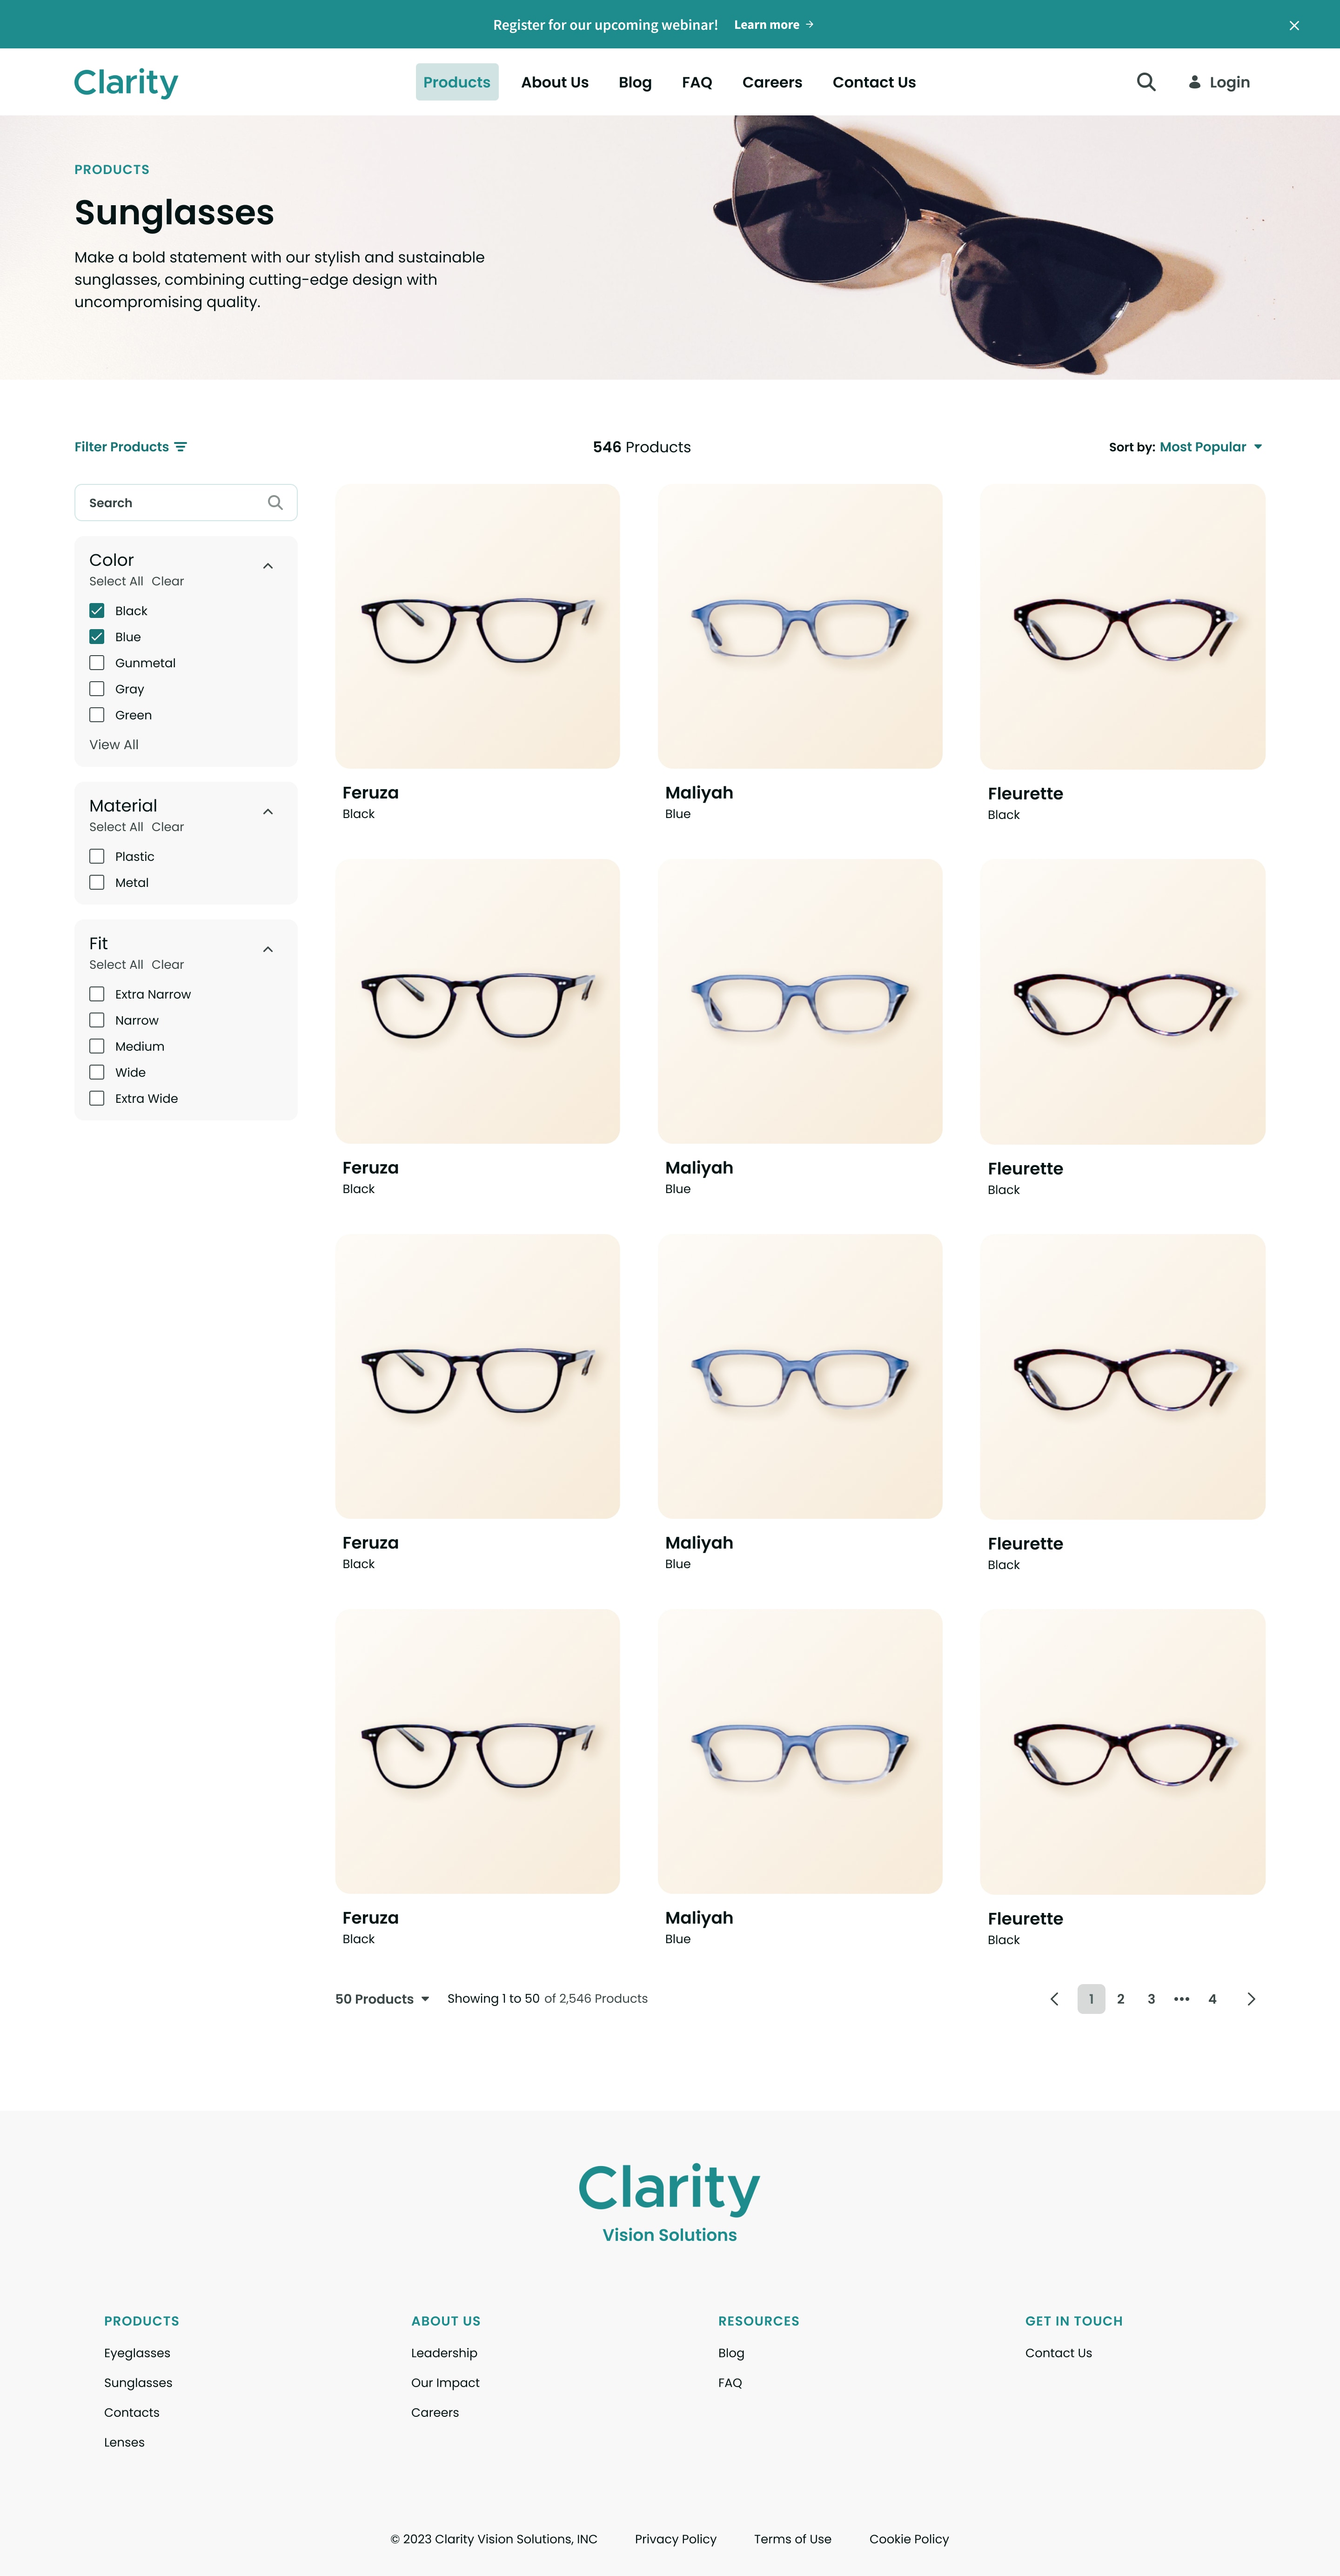 Register for our upcoming webinar! Learn more
Clarity
Products About Us Blog FAQ Careers Contact Us Login
PRODUCTS
Sunglasses
Make a bold statement with our stylish and sustainable
sunglasses, combining cutting-edge design with
uncompromising quality.
Filter Products
546 Products
Sort by: Most Popular
Search
Color
Select All Clear
Black
Blue
Gunmetal
Gray
Green
View All
Material
Select All Clear
Plastic
Metal
Fit
Select All Clear
Extra Narrow
Narrow
Medium
Wide
Extra Wide
Feruza
Black
Maliyah
Blue
Fleurette
Black
Feruza
Black
Maliyah
Blue
Fleurette
Black
Feruza
Black
Maliyah
Blue
Fleurette
Black
Feruza
Black
Maliyah
Blue
Fleurette
Black
50 Products Showing 1 to 50 of 2,546 Products
1 2 3 ••• 4
Clarity
Vision Solutions
PRODUCTS
Eyeglasses
Sunglasses
Contacts
Lenses
ABOUT US
Leadership
Our Impact
Careers
RESOURCES
Blog
FAQ
GET IN TOUCH
Contact Us
© 2023 Clarity Vision Solutions, INC Privacy Policy Terms of Use Cookie Policy